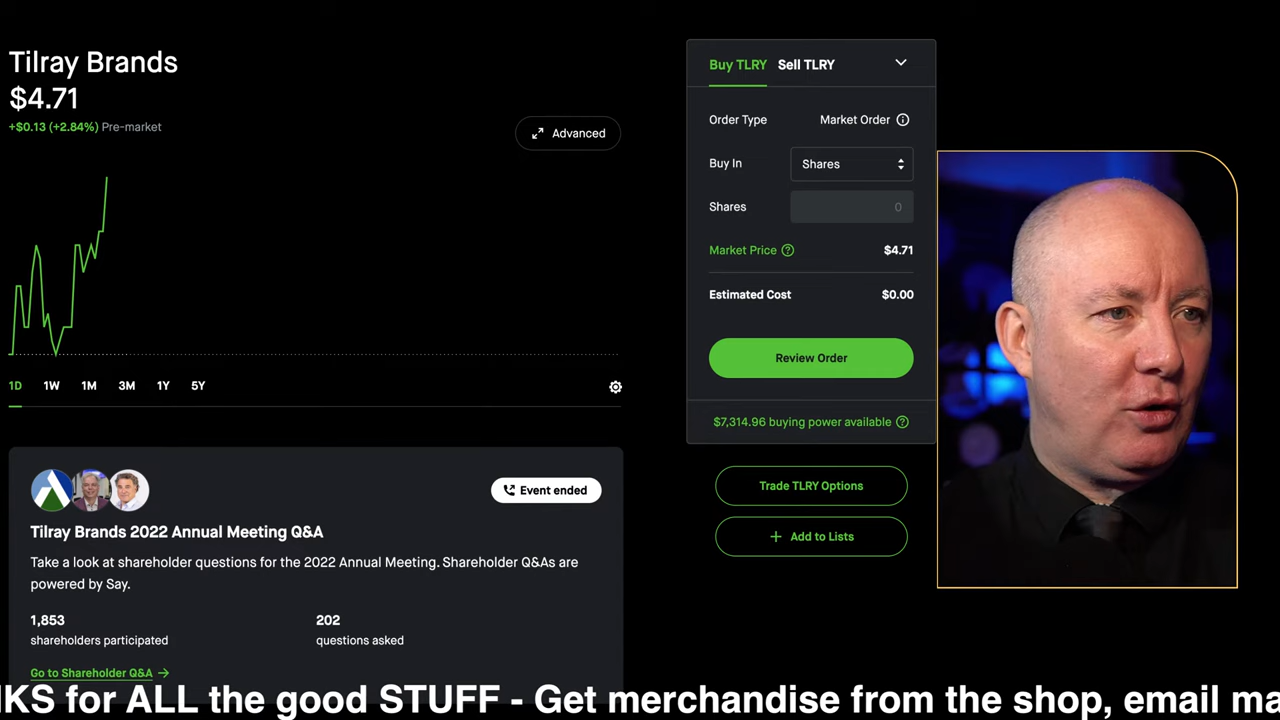 Tilray Brands
$4.71
+$0.13 (+2.84%) Pre-market
Advanced
1D 1W 1M 3M 1Y 5Y
Event ended
Tilray Brands 2022 Annual Meeting Q&A
Take a look at shareholder questions for the 2022 Annual Meeting. Shareholder Q&As are
powered by Say.
1,853 202
shareholders participated questions asked
Go to Shareholder Q&A
Buy TLRY Sell TLRY
Order Type Market Order
Buy In Shares
Shares 0
Market Price $4.71
Estimated Cost $0.00
Review Order
$7,314.96 buying power available
Trade TLRY Options
+ Add to Lists
for ALL the good STUFF - Get merchandise from the shop, email